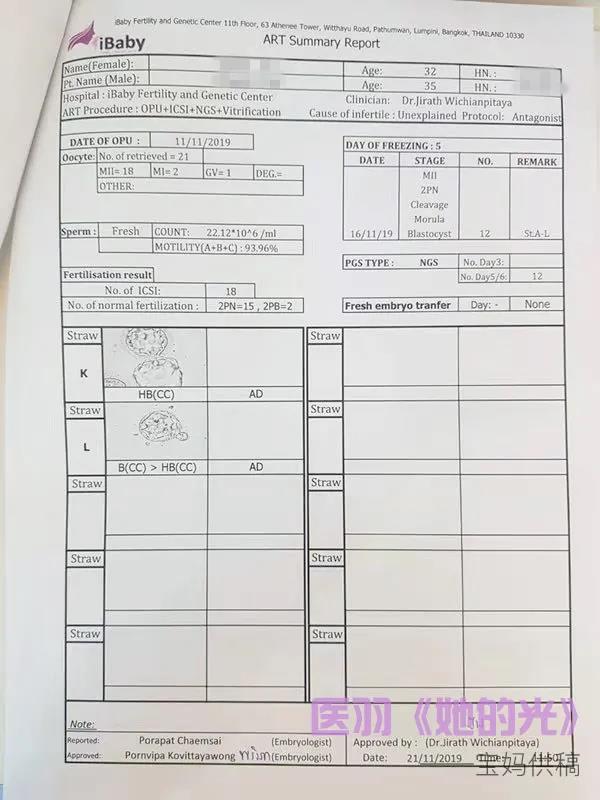 iBaby Fertility and Genetic Center 11th Floor, 63 Athenee Tower, Witthayu Road, Pathumwan, Lumpini, Bangkok, THAILAND 10330
iBaby
ART Summary Report
Name(Female): Age: 32 HN. :
Pt. Name (Male): Age: 35 HN. :
Hospital : iBaby Fertility and Genetic Center Clinician: Dr.Jirath Wichianpitaya
ART Procedure : OPU+ICSI+NGS+Vitrification Cause of infertile : Unexplained Protocol: Antagonist
DATE OF OPU : 11/11/2019
Oocyte: No. of retrieved = 21
MII= 18 MI= 2 GV= 1 DEG.=
OTHER:
DAY OF FREEZING : 5
DATE STAGE NO. REMARK
MII
2PN
Cleavage
Morula
16/11/19 Blastocyst 12 St.A-L
Sperm : Fresh COUNT: 22.12*10^6 /ml
MOTILITY(A+B+C) : 93.96%
PGS TYPE : NGS No. Day3:
No. Day5/6: 12
Fertilisation result
No. of ICSI: 18
No. of normal fertilization : 2PN=15 , 2PB=2
Fresh embryo tranfer Day: - None
Straw Straw
K
HB(CC) AD
Straw Straw
L
B(CC) > HB(CC) AD
Straw Straw
Straw Straw
Straw Straw
Note:
医羽《她的光》
Reported: Porapat Chaemsai (Embryologist) Approved by : (Dr.Jirath Wichianpitaya)
Approved: Pornvipa Kovittayawong (Embryologist) Date: 21/11/2019 Time: 11.50
宝妈供稿